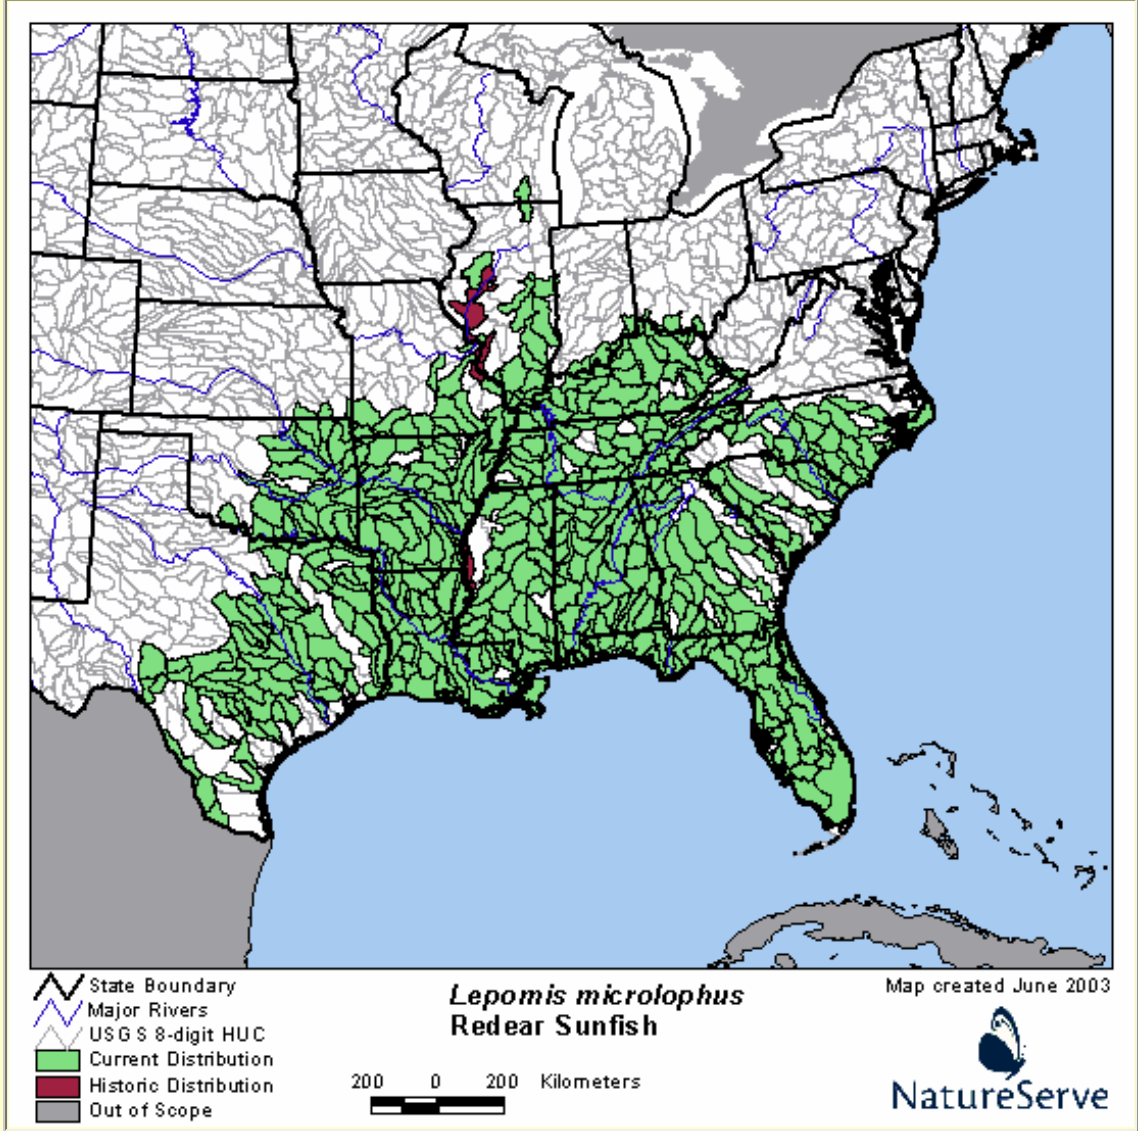 State Boundary
Major Rivers
USGS 8-digit HUC
Current Distribution
Historic Distribution
Out of Scope
Lepomis microlophus
Redear Sunfish
200 0 200 Kilometers
Map created June 2003
NatureServe